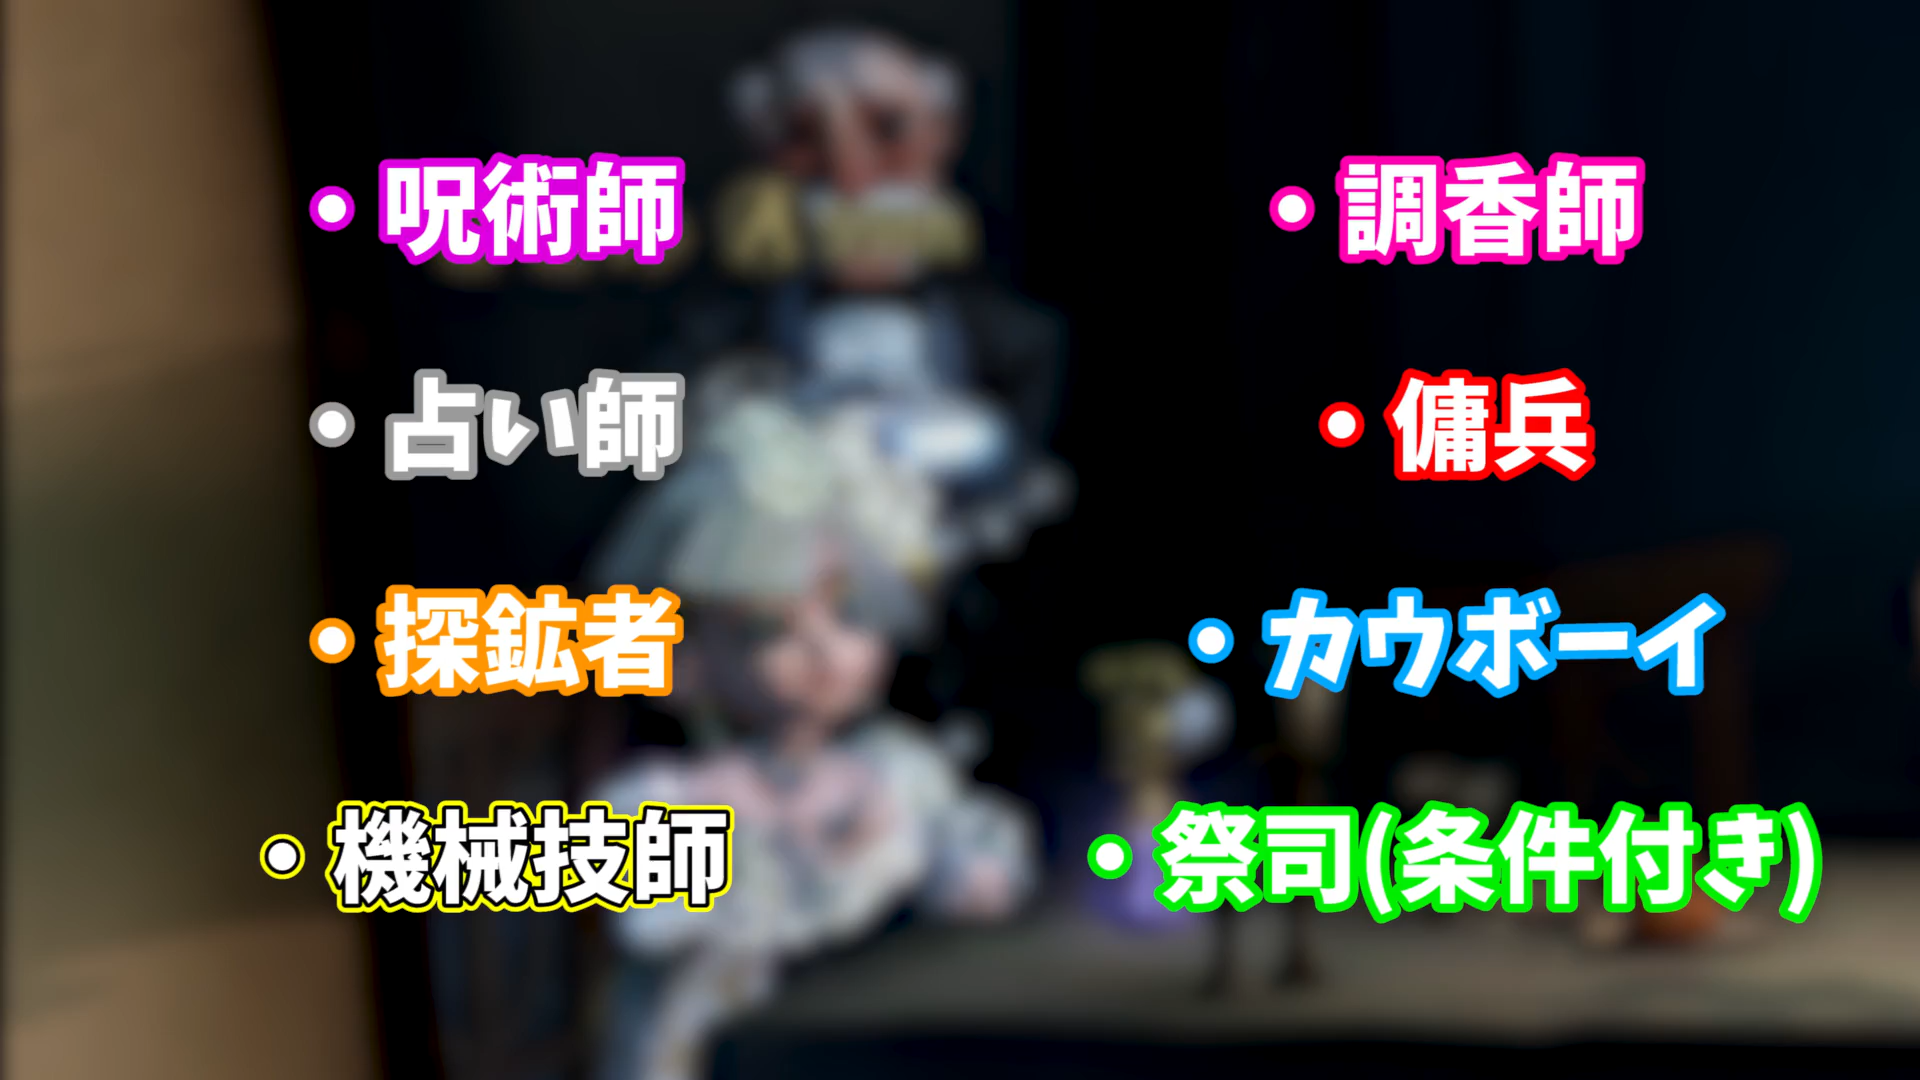 ・呪術師
・占い師
・探鉱者
・機械技師
・調香師
・傭兵
・カウボーイ
・祭司(条件付き)